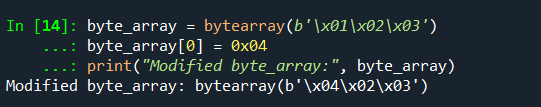 In [14]: byte_array = bytearray(b'\x01\x02\x03')
...: byte_array[0] = 0x04
...: print("Modified byte_array:", byte_array)
Modified byte_array: bytearray(b'\x04\x02\x03')